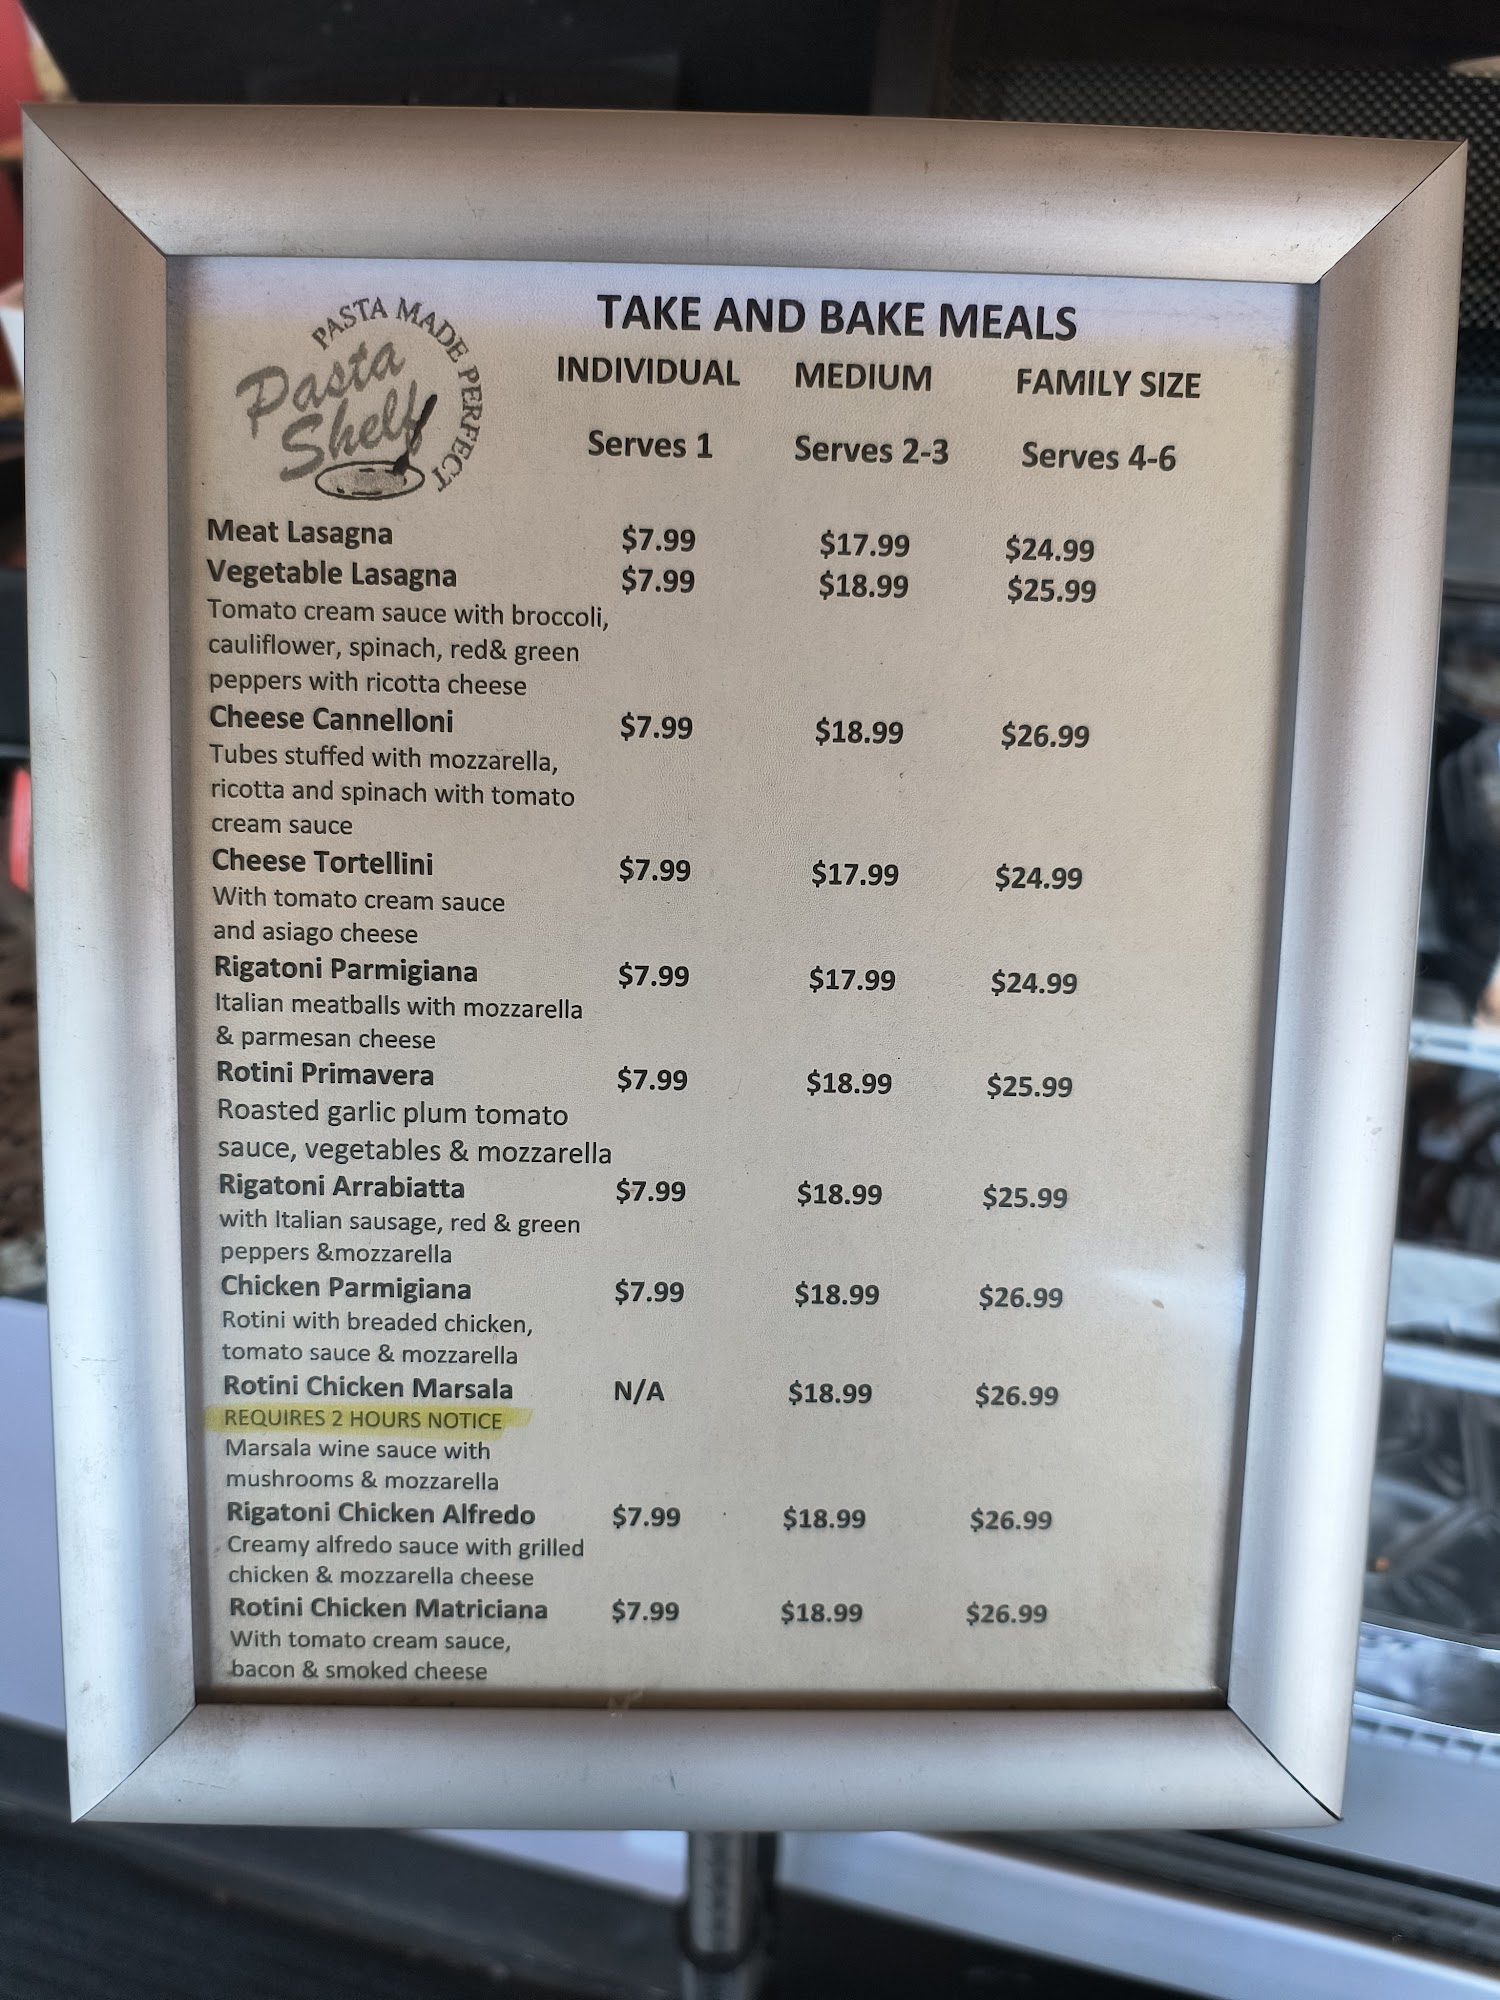 PASTA MADE PERFECT
Pasta
Shelf
TAKE AND BAKE MEALS
INDIVIDUAL MEDIUM FAMILY SIZE
Serves 1 Serves 2-3 Serves 4-6
Meat Lasagna $7.99 $17.99 $24.99
Vegetable Lasagna $7.99 $18.99 $25.99
Tomato cream sauce with broccoli,
cauliflower, spinach, red& green
peppers with ricotta cheese
Cheese Cannelloni $7.99 $18.99 $26.99
Tubes stuffed with mozzarella,
ricotta and spinach with tomato
cream sauce
Cheese Tortellini $7.99 $17.99 $24.99
With tomato cream sauce
and asiago cheese
Rigatoni Parmigiana $7.99 $17.99 $24.99
Italian meatballs with mozzarella
& parmesan cheese
Rotini Primavera $7.99 $18.99 $25.99
Roasted garlic plum tomato
sauce, vegetables & mozzarella
Rigatoni Arrabiatta $7.99 $18.99 $25.99
with Italian sausage, red & green
peppers &mozzarella
Chicken Parmigiana $7.99 $18.99 $26.99
Rotini with breaded chicken,
tomato sauce & mozzarella
Rotini Chicken Marsala N/A $18.99 $26.99
REQUIRES 2 HOURS NOTICE
Marsala wine sauce with
mushrooms & mozzarella
Rigatoni Chicken Alfredo $7.99 $18.99 $26.99
Creamy alfredo sauce with grilled
chicken & mozzarella cheese
Rotini Chicken Matriciana $7.99 $18.99 $26.99
With tomato cream sauce,
bacon & smoked cheese